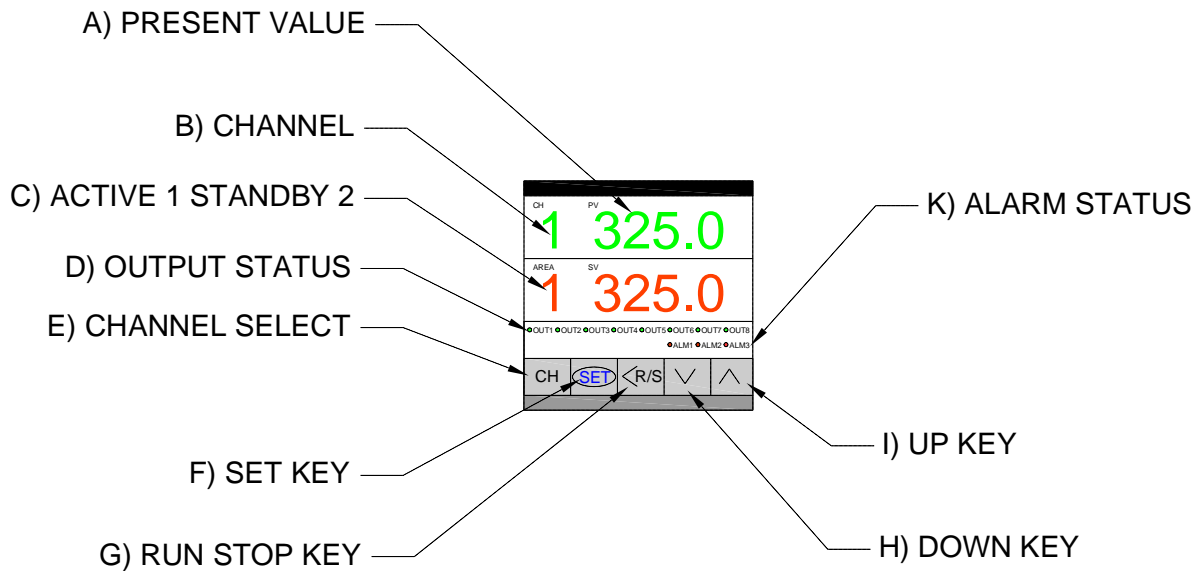 A) PRESENT VALUE
B) CHANNEL
C) ACTIVE 1 STANDBY 2
D) OUTPUT STATUS
E) CHANNEL SELECT
F) SET KEY
G) RUN STOP KEY
CH PV
1 325.0
AREA SV
1 325.0
OUT1 OUT2 OUT3 OUT4 OUT5 OUT6 OUT7 OUT8
ALM1 ALM2 ALM3
CH SET <R/S
K) ALARM STATUS
I) UP KEY
H) DOWN KEY